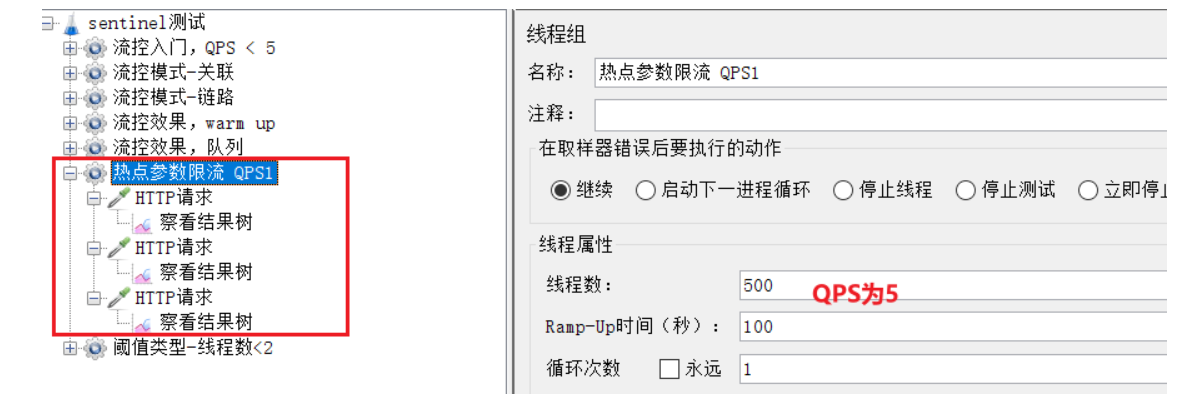 sentinel测试
流控入门，QPS < 5
流控模式-关联
流控模式-链路
流控效果，warm up
流控效果，队列
热点参数限流 QPS1
HTTP请求
察看结果树
HTTP请求
察看结果树
HTTP请求
察看结果树
阈值类型-线程数<2
线程组
名称： 热点参数限流 QPS1
注释：
在取样器错误后要执行的动作
继续 启动下一进程循环 停止线程 停止测试 立即停止
线程属性
线程数： 500 QPS为5
Ramp-Up时间（秒）： 100
循环次数 永远 1